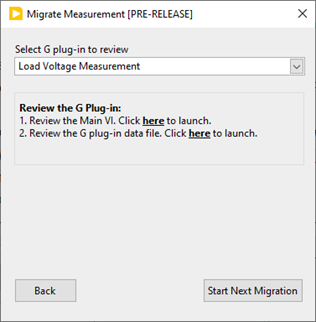 Migrate Measurement [PRE-RELEASE]
Select G plug-in to review
Load Voltage Measurement
Review the G Plug-in:
1. Review the Main VI. Click here to launch.
2. Review the G plug-in data file. Click here to launch.
Back
Start Next Migration